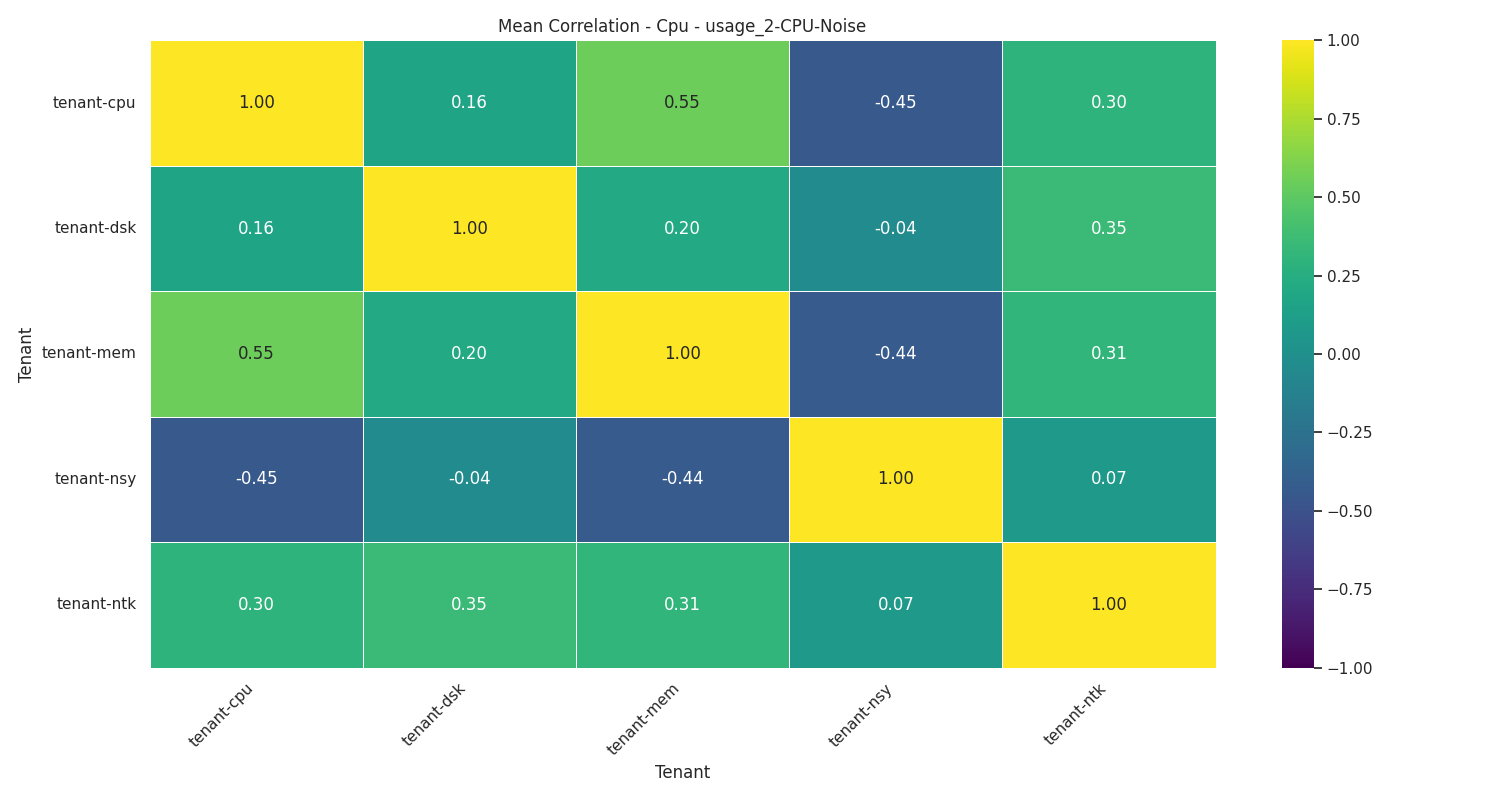 Mean Correlation - Cpu - usage_2-CPU-Noise
Tenant
tenant-cpu 1.00 0.16 0.55 -0.45 0.30
tenant-dsk 0.16 1.00 0.20 -0.04 0.35
tenant-mem 0.55 0.20 1.00 -0.44 0.31
tenant-nsy -0.45 -0.04 -0.44 1.00 0.07
tenant-ntk 0.30 0.35 0.31 0.07 1.00
tenant-cpu tenant-dsk tenant-mem tenant-nsy tenant-ntk
Tenant
1.00
0.75
0.50
0.25
0.00
−0.25
−0.50
−0.75
−1.00